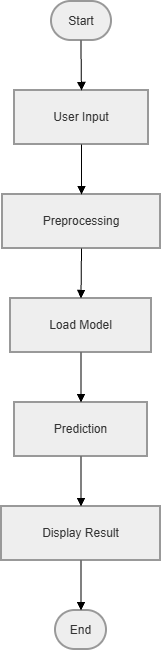 Start
User Input
Preprocessing
Load Model
Prediction
Display Result
End